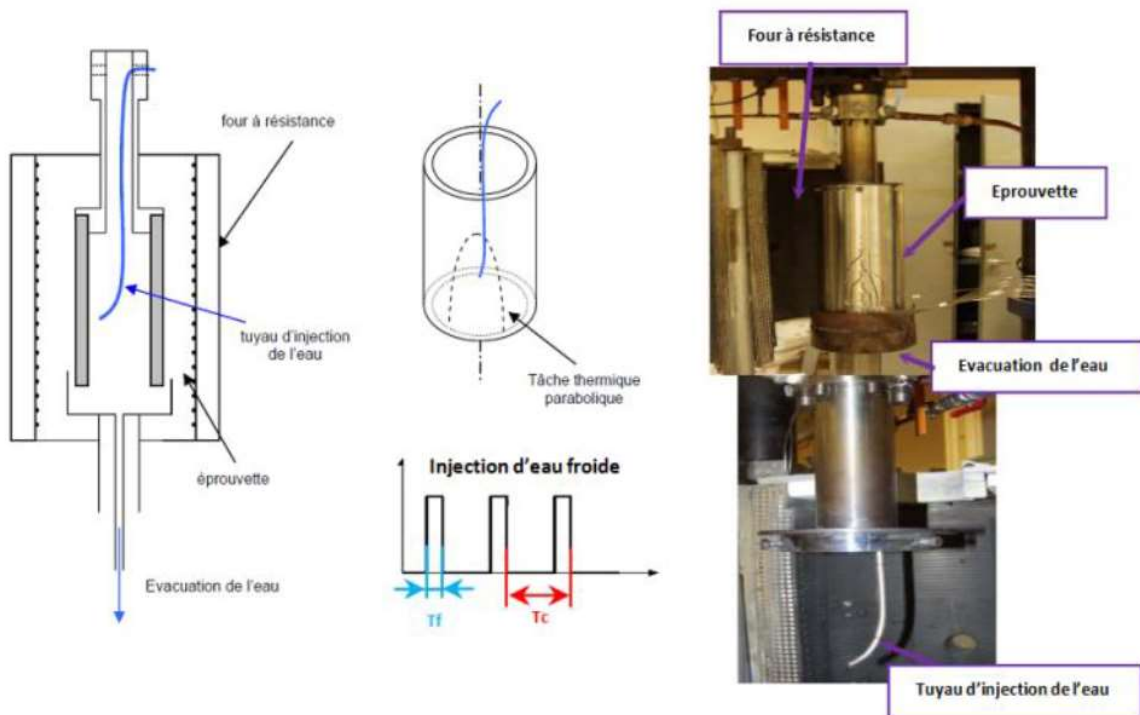 four à résistance
tuyau d'injection
de l'eau
éprouvette
Evacuation de l'eau
Tâche thermique
parabolique
Injection d'eau froide
Tf
Tc
Four à résistance
Eprouvette
Evacuation de l'eau
Tuyau d'injection de l'eau